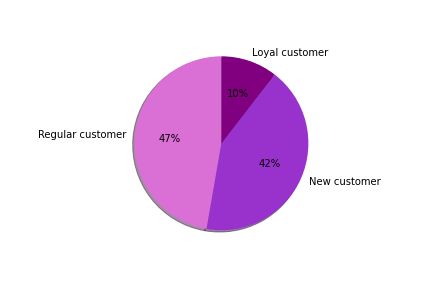 Loyal customer
10%
Regular customer
47%
42%
New customer